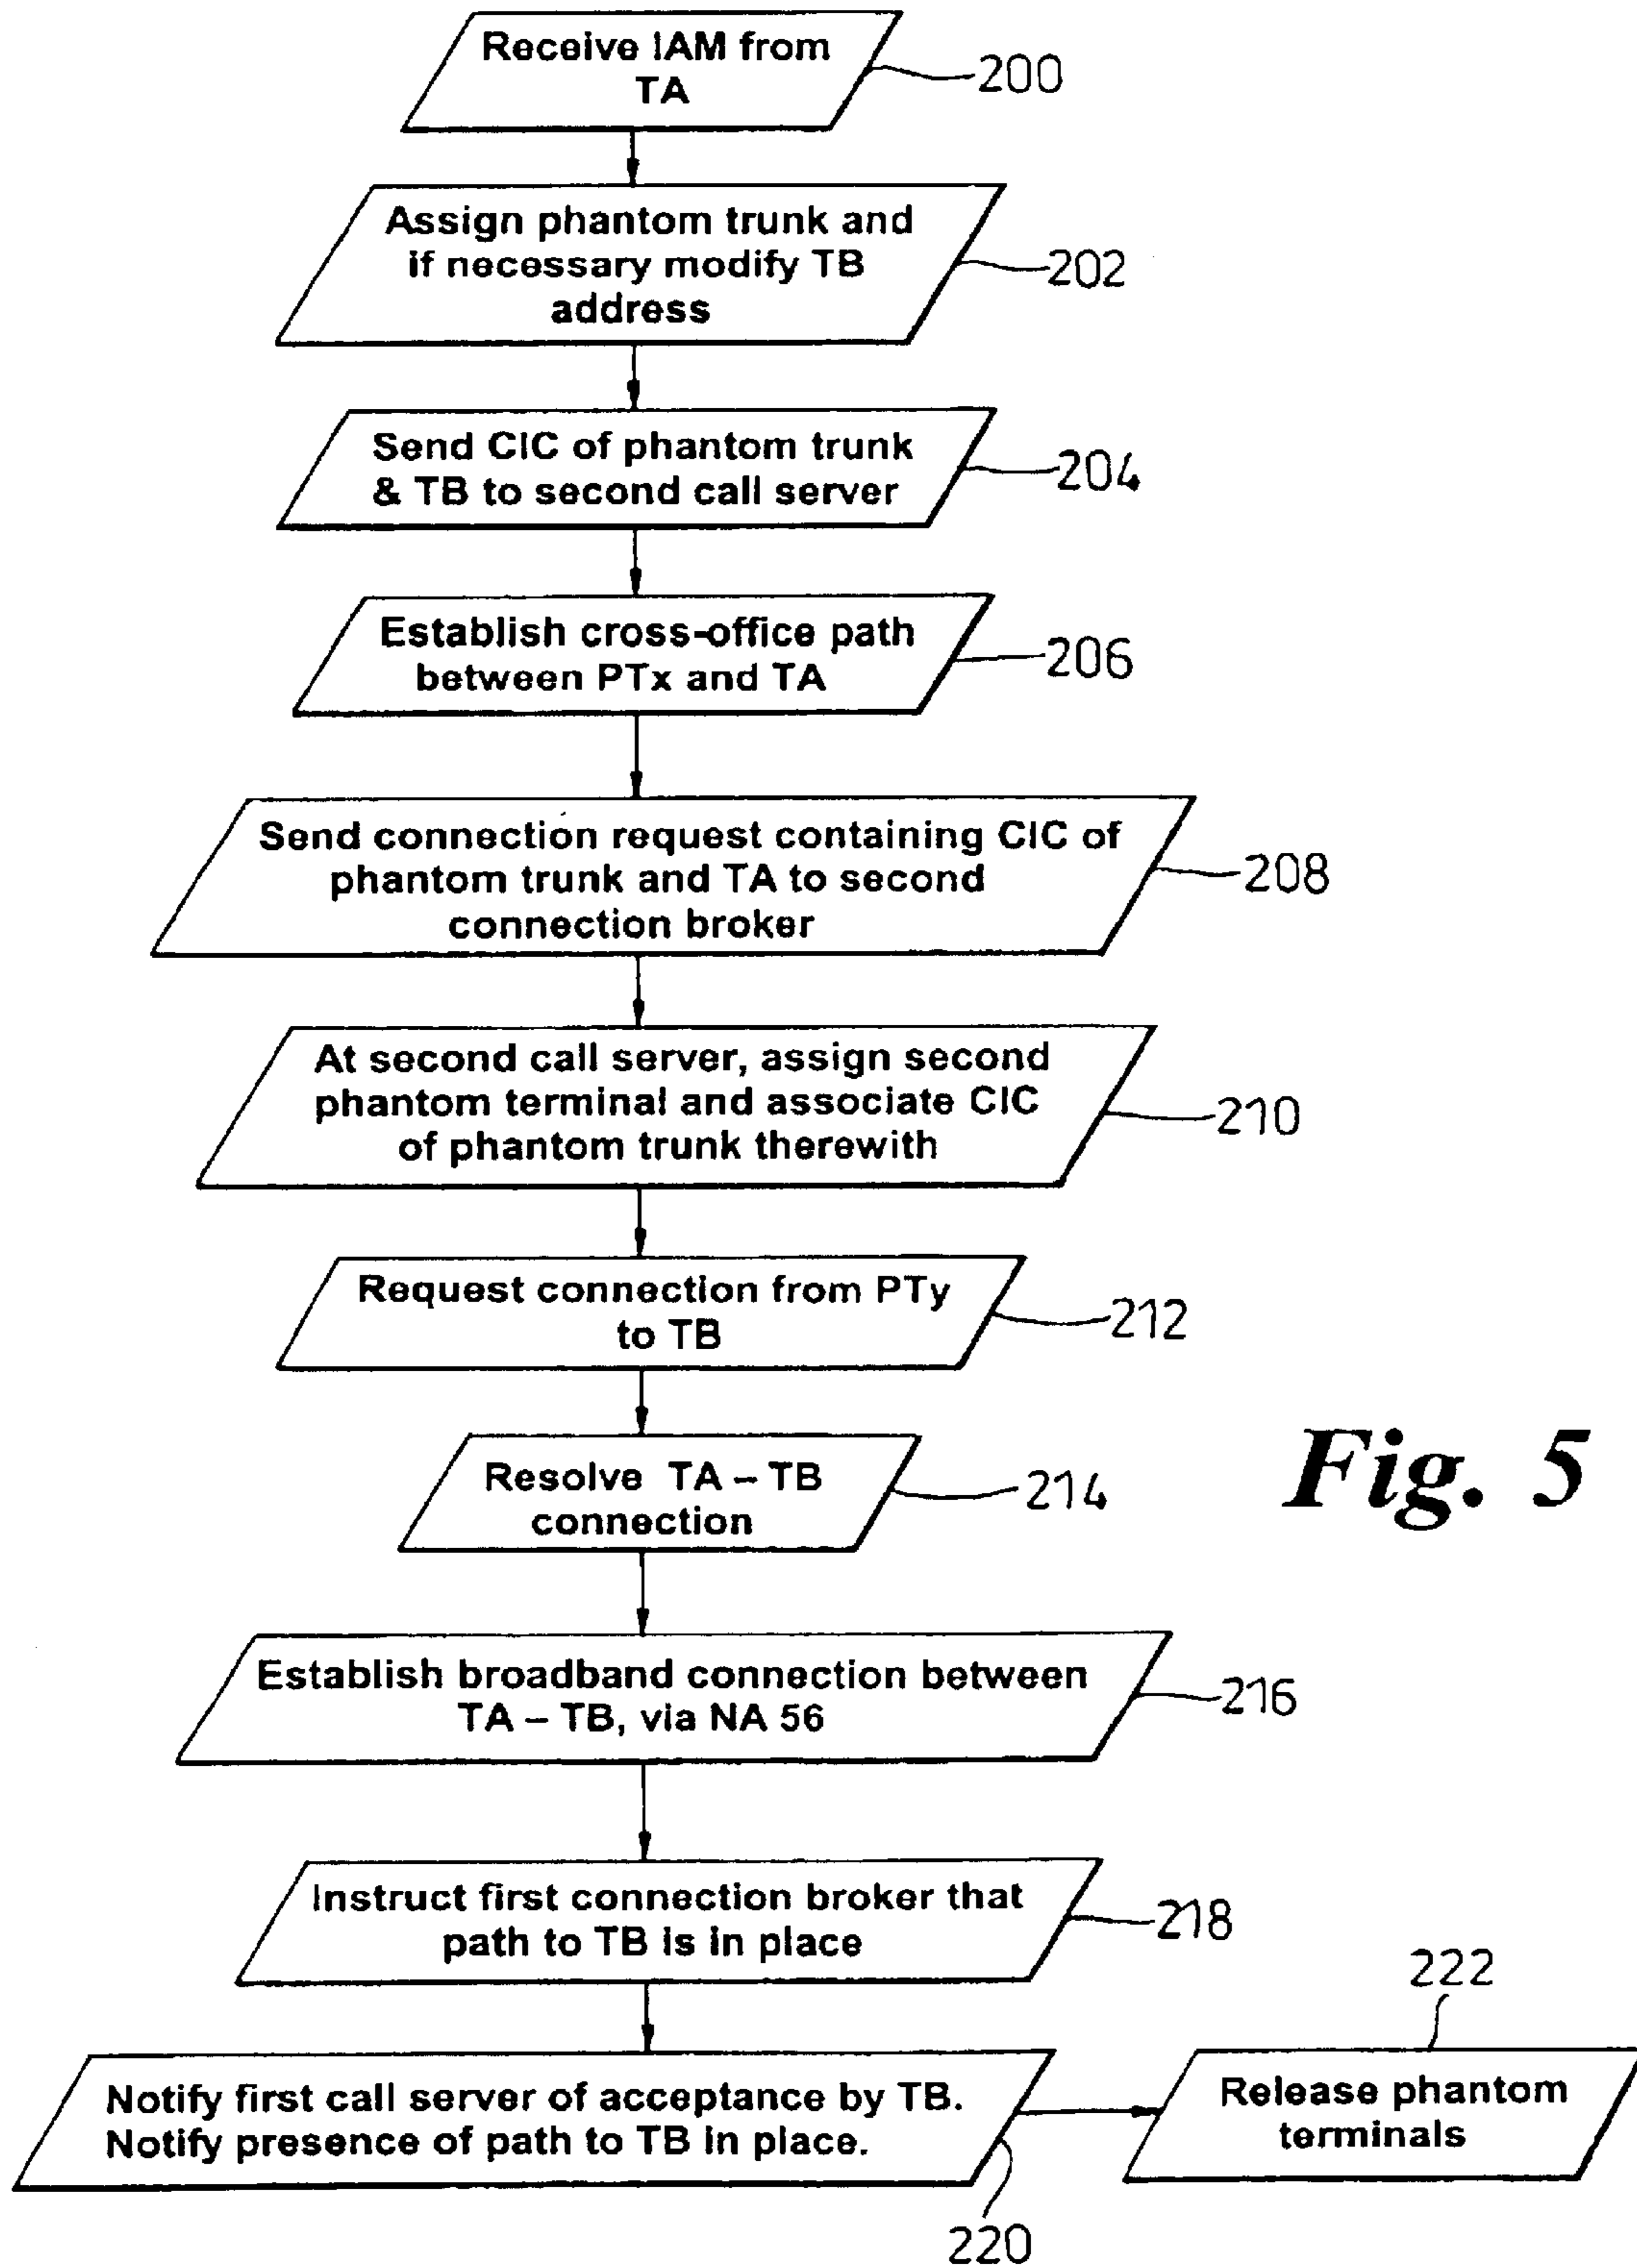 Receive IAM from
TA
200
Assign phantom trunk and
if necessary modify TB
address
202
Send CIC of phantom trunk
& TB to second call server
204
Establish cross-office path
between PTx and TA
206
Send connection request containing CIC of
phantom trunk and TA to second
connection broker
208
At second call server, assign second
phantom terminal and associate CIC
of phantom trunk therewith
210
Request connection from PTy
to TB
212
Resolve TA – TB
connection
214
Fig. 5
Establish broadband connection between
TA – TB, via NA 56
216
Instruct first connection broker that
path to TB is in place
218
222
Notify first call server of acceptance by TB.
Notify presence of path to TB in place.
220
Release phantom
terminals